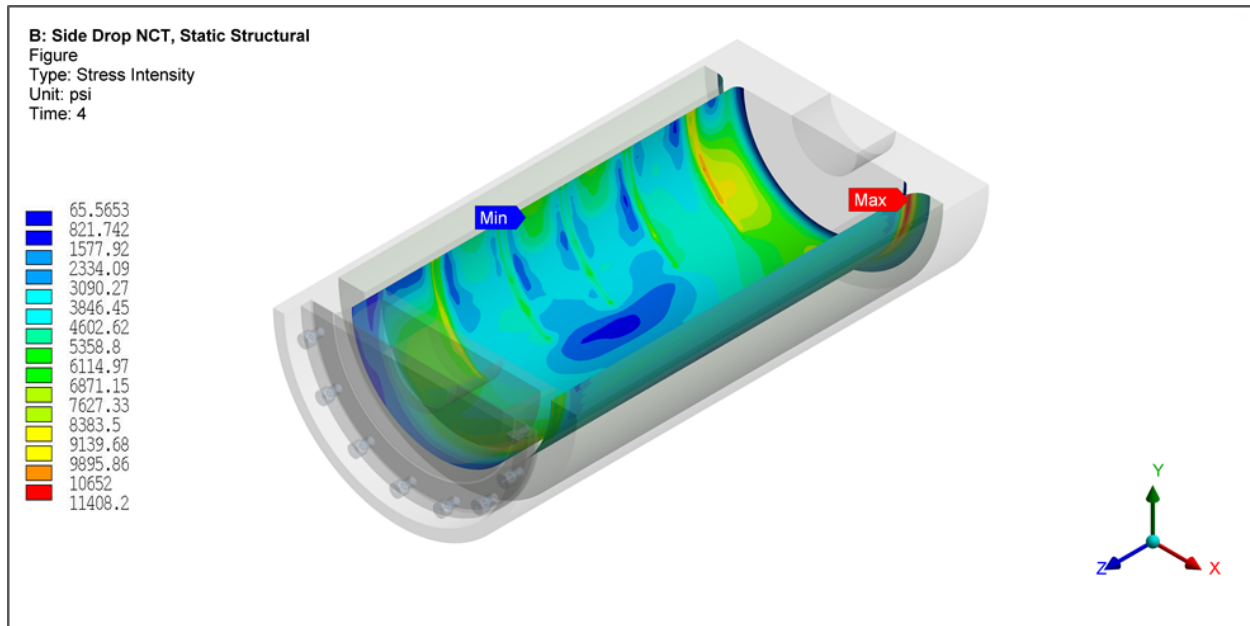 B: Side Drop NCT, Static Structural
Figure
Type: Stress Intensity
Unit: psi
Time: 4
65.5653
821.742
1577.92
2334.09
3090.27
3846.45
4602.62
5358.8
6114.97
6871.15
7627.33
8383.5
9139.68
9895.86
10652
11408.2
Min
Max
Y
Z
X